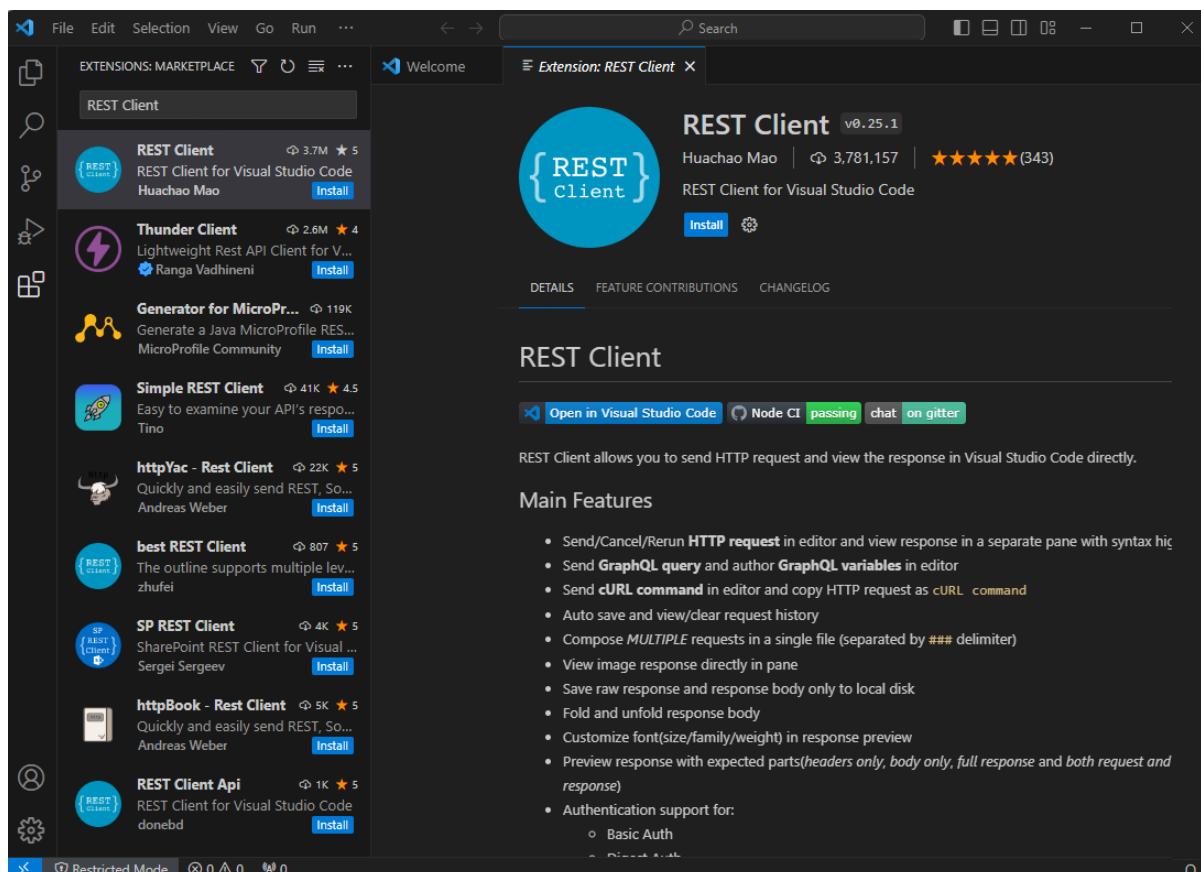 File Edit Selection View Go Run ···
Search
EXTENSIONS: MARKETPLACE
REST Client
REST Client 3.7M ★ 5
REST Client for Visual Studio Code
Huachao Mao Install
Thunder Client 2.6M ★ 4
Lightweight Rest API Client for V...
Ranga Vadhineni Install
Generator for MicroPr... 119K
Generate a Java MicroProfile RES...
MicroProfile Community Install
Simple REST Client 41K ★ 4.5
Easy to examine your API's respo...
Tino Install
httpYac - Rest Client 22K ★ 5
Quickly and easily send REST, So...
Andreas Weber Install
best REST Client 807 ★ 5
The outline supports multiple lev...
zhufei Install
SP REST Client 4K ★ 5
SharePoint REST Client for Visual ...
Sergei Sergeev Install
httpBook - Rest Client 5K ★ 5
Quickly and easily send REST, So...
Andreas Weber Install
REST Client Api 1K ★ 5
REST Client for Visual Studio Code
donebd Install
Welcome
Extension: REST Client
{ REST }
Client
REST Client v0.25.1
Huachao Mao 3,781,157 ★★★★★(343)
REST Client for Visual Studio Code
Install
DETAILS FEATURE CONTRIBUTIONS CHANGELOG
REST Client
Open in Visual Studio Code Node CI passing chat on gitter
REST Client allows you to send HTTP request and view the response in Visual Studio Code directly.
Main Features
• Send/Cancel/Rerun HTTP request in editor and view response in a separate pane with syntax hig
• Send GraphQL query and author GraphQL variables in editor
• Send cURL command in editor and copy HTTP request as cURL command
• Auto save and view/clear request history
• Compose MULTIPLE requests in a single file (separated by ### delimiter)
• View image response directly in pane
• Save raw response and response body only to local disk
• Fold and unfold response body
• Customize font(size/family/weight) in response preview
• Preview response with expected parts(headers only, body only, full response and both request and
response)
• Authentication support for:
○ Basic Auth
○ Digest Auth
Restricted Mode 0 0 0